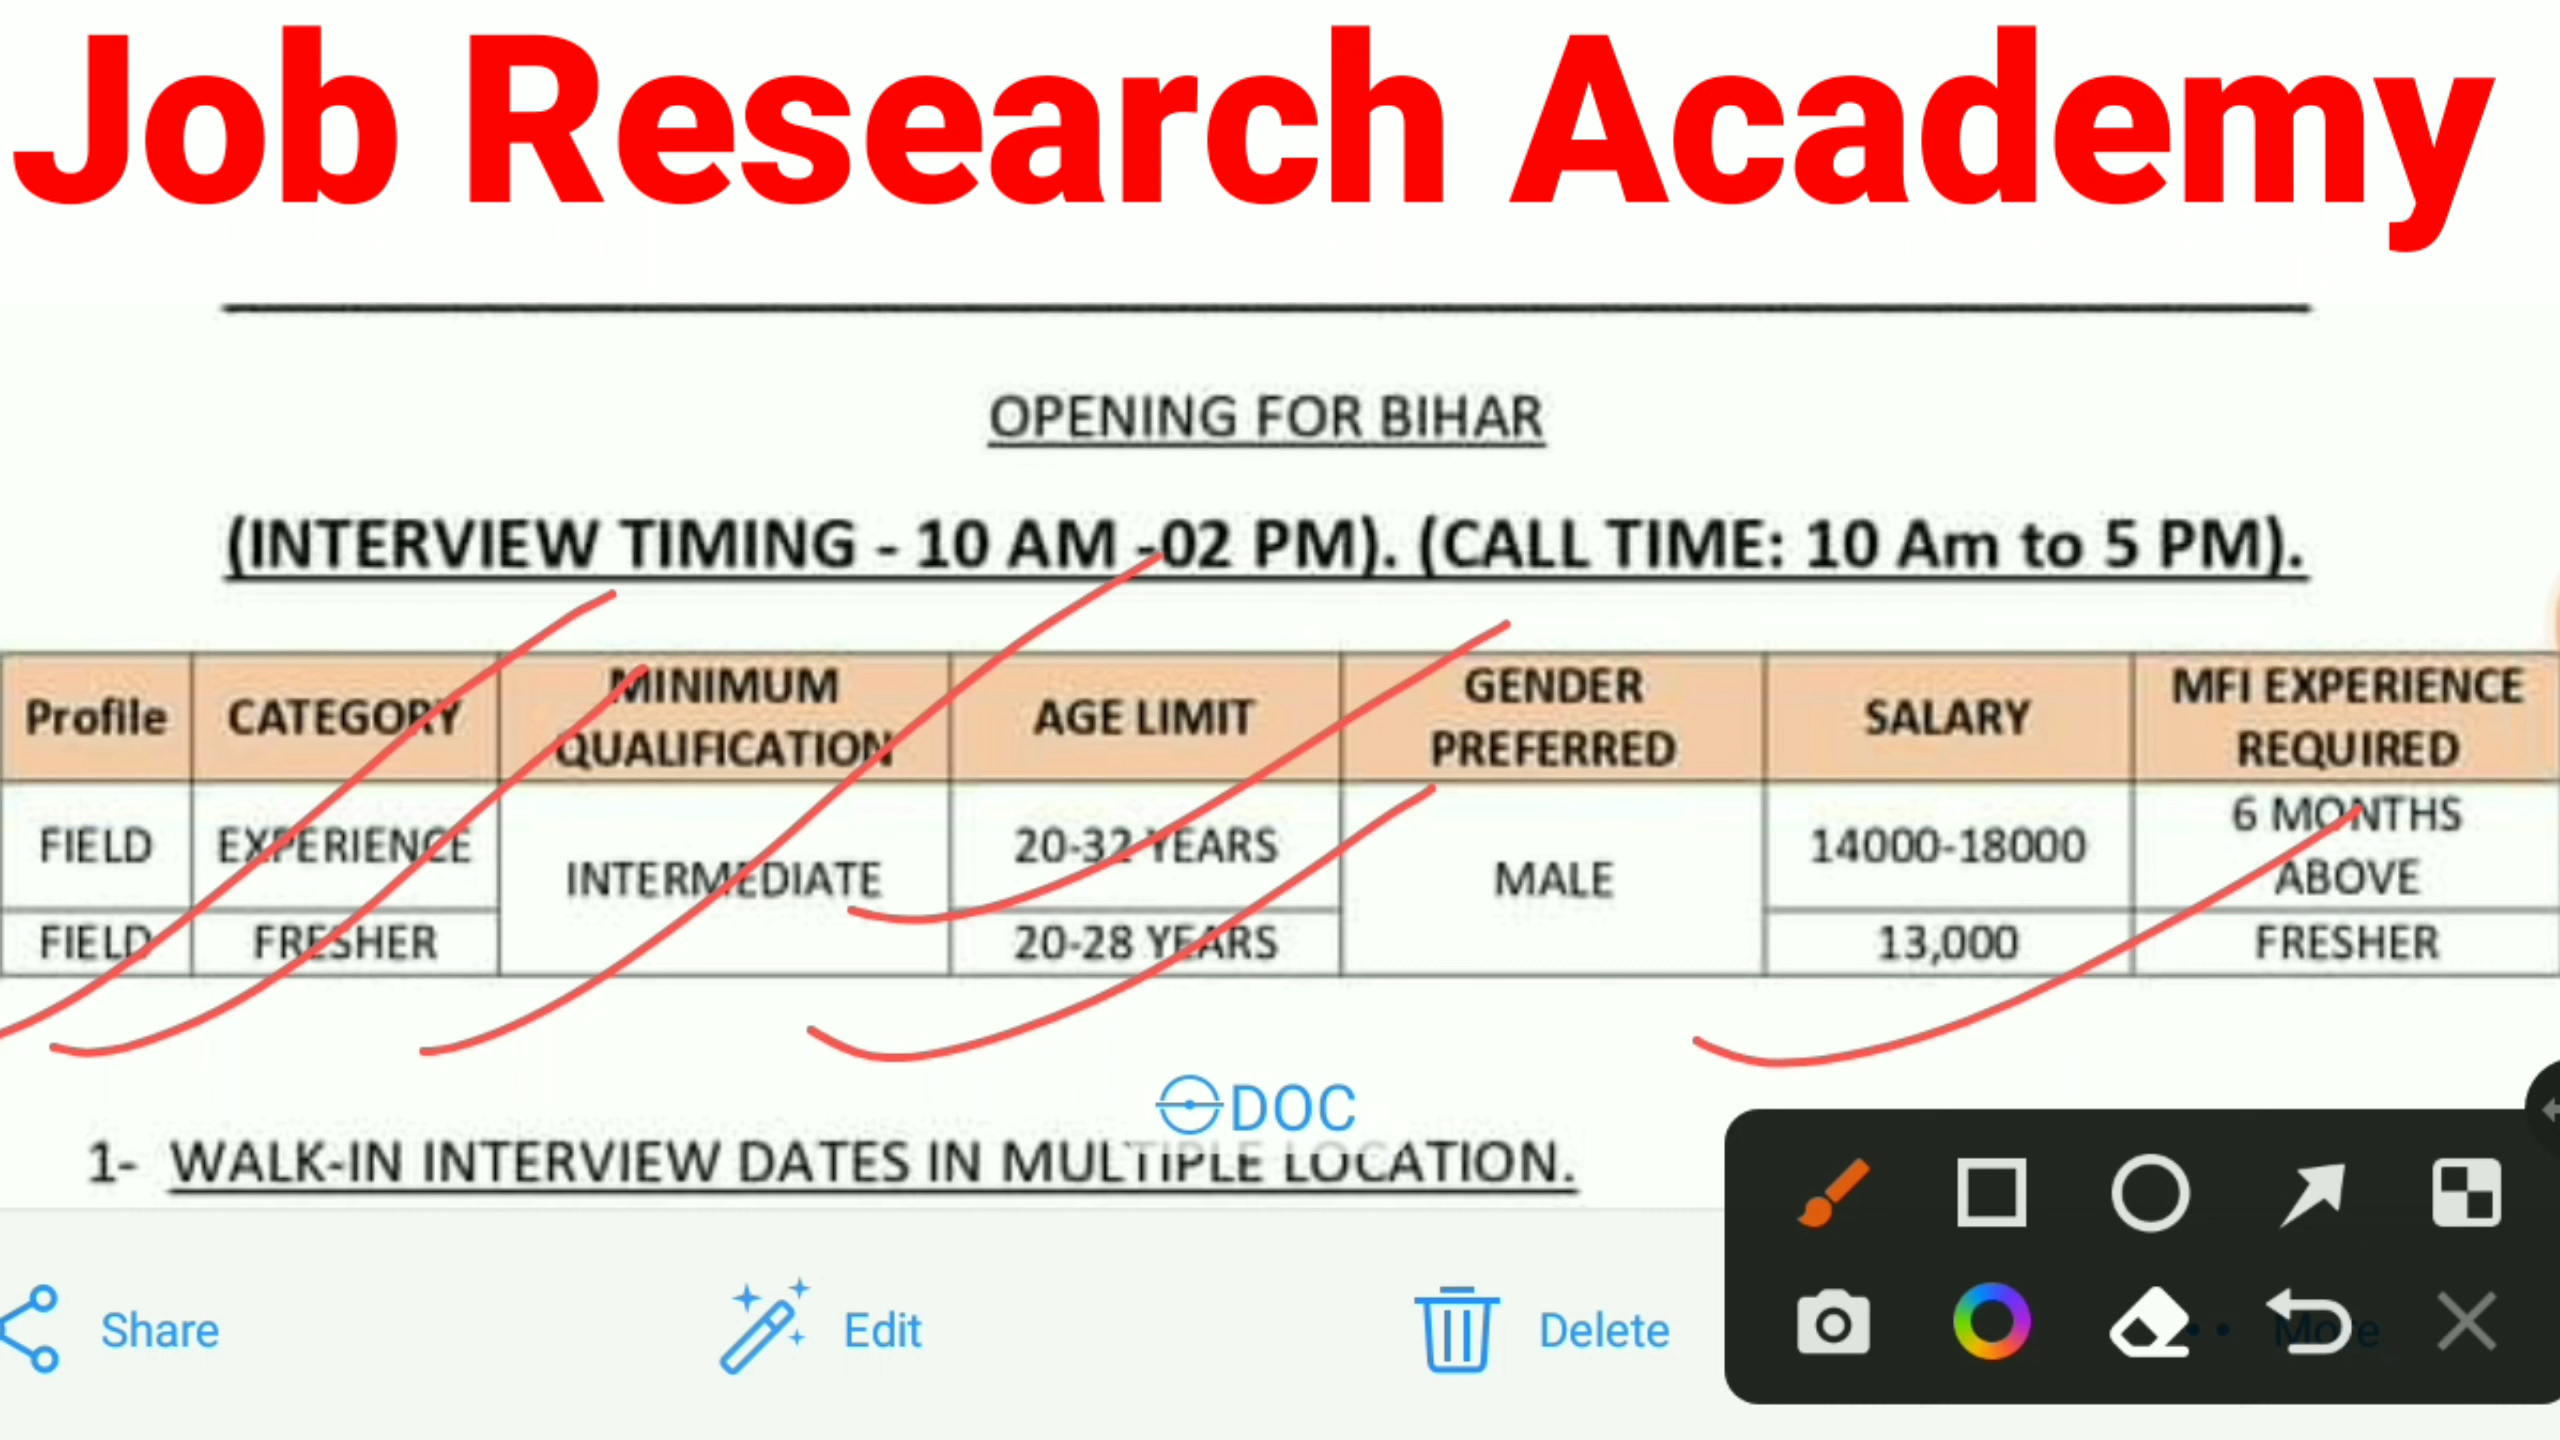 Job Research Academy
OPENING FOR BIHAR
(INTERVIEW TIMING - 10 AM -02 PM). (CALL TIME: 10 Am to 5 PM).
Profile CATEGORY MINIMUM QUALIFICATION AGE LIMIT GENDER PREFERRED SALARY MFI EXPERIENCE REQUIRED
FIELD EXPERIENCE INTERMEDIATE 20-32 YEARS MALE 14000-18000 6 MONTHS ABOVE
FIELD FRESHER 20-28 YEARS 13,000 FRESHER
DOC
1- WALK-IN INTERVIEW DATES IN MULTIPLE LOCATION.
Share Edit Delete More